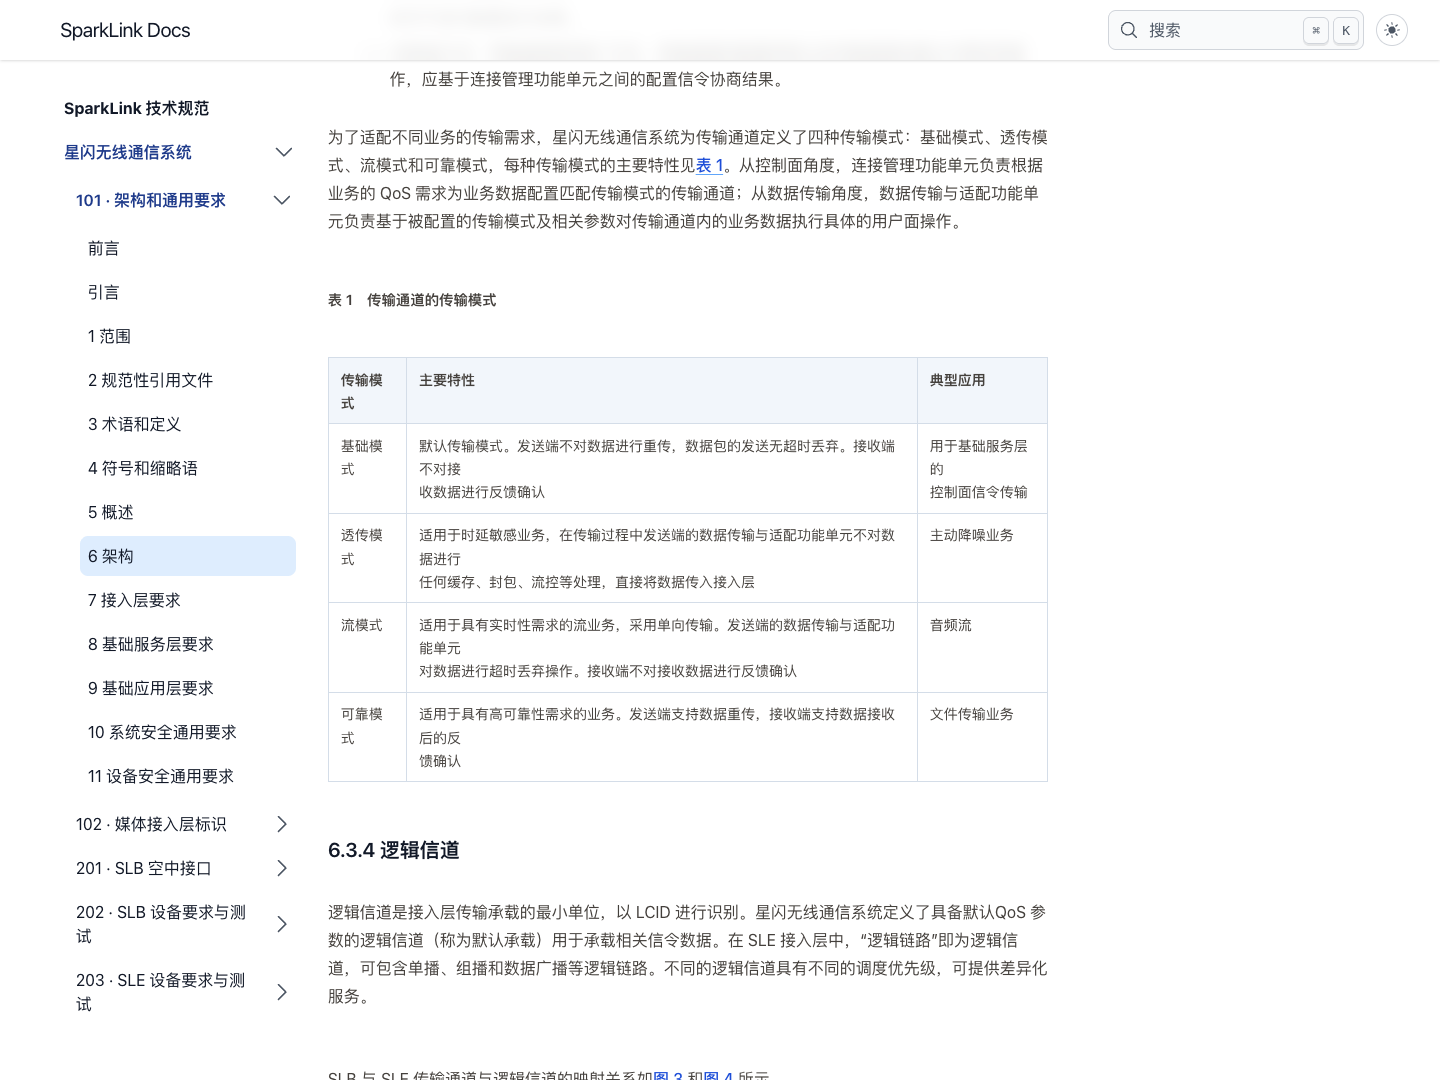 SparkLink Docs
搜索
⌘
K
SparkLink 技术规范
星闪无线通信系统
101 · 架构和通用要求
前言
引言
1 范围
2 规范性引用文件
3 术语和定义
4 符号和缩略语
5 概述
6 架构
7 接入层要求
8 基础服务层要求
9 基础应用层要求
10 系统安全通用要求
11 设备安全通用要求
102 · 媒体接入层标识
201 · SLB 空中接口
202 · SLB 设备要求与测
试
203 · SLE 设备要求与测
试
作，应基于连接管理功能单元之间的配置信令协商结果。
为了适配不同业务的传输需求，星闪无线通信系统为传输通道定义了四种传输模式：基础模式、透传模
式、流模式和可靠模式，每种传输模式的主要特性见表 1。从控制面角度，连接管理功能单元负责根据
业务的 QoS 需求为业务数据配置匹配传输模式的传输通道；从数据传输角度，数据传输与适配功能单
元负责基于被配置的传输模式及相关参数对传输通道内的业务数据执行具体的用户面操作。
表 1　传输通道的传输模式
传输模
式
主要特性
典型应用
基础模
式
默认传输模式。发送端不对数据进行重传，数据包的发送无超时丢弃。接收端
不对接
收数据进行反馈确认
用于基础服务层
的
控制面信令传输
透传模
式
适用于时延敏感业务，在传输过程中发送端的数据传输与适配功能单元不对数
据进行
任何缓存、封包、流控等处理，直接将数据传入接入层
主动降噪业务
流模式
适用于具有实时性需求的流业务，采用单向传输。发送端的数据传输与适配功
能单元
对数据进行超时丢弃操作。接收端不对接收数据进行反馈确认
音频流
可靠模
式
适用于具有高可靠性需求的业务。发送端支持数据重传，接收端支持数据接收
后的反
馈确认
文件传输业务
6.3.4 逻辑信道
逻辑信道是接入层传输承载的最小单位，以 LCID 进行识别。星闪无线通信系统定义了具备默认QoS 参
数的逻辑信道（称为默认承载）用于承载相关信令数据。在 SLE 接入层中，“逻辑链路”即为逻辑信
道，可包含单播、组播和数据广播等逻辑链路。不同的逻辑信道具有不同的调度优先级，可提供差异化
服务。
SLB 与 SLE 传输通道与逻辑信道的映射关系如图 3 和图 4 所示